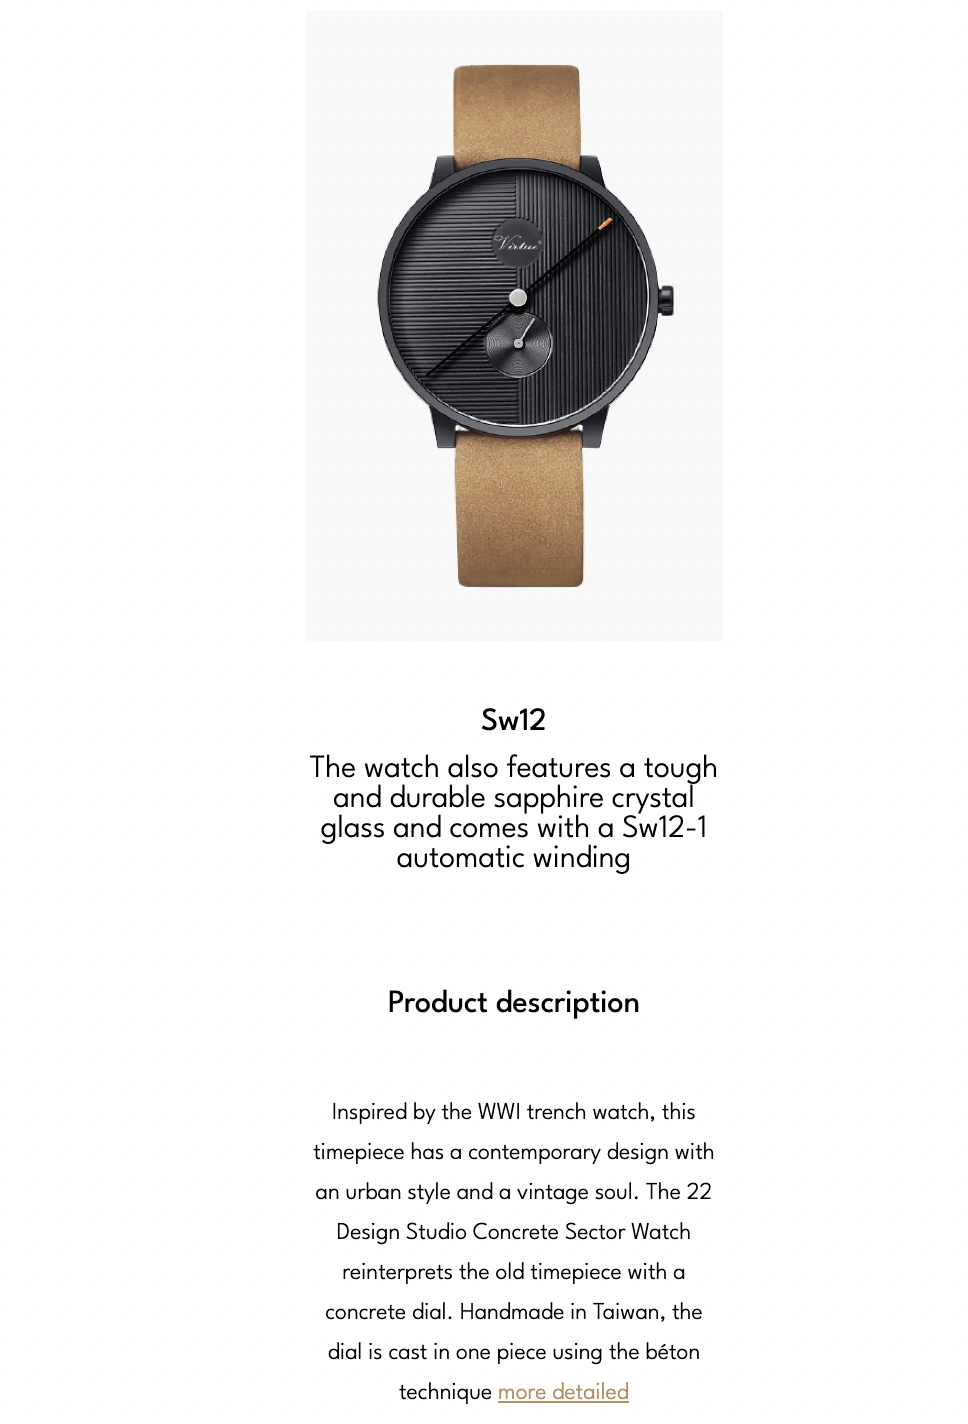 Virtue
Sw12
The watch also features a tough
and durable sapphire crystal
glass and comes with a Sw12-1
automatic winding
Product description
Inspired by the WWI trench watch, this
timepiece has a contemporary design with
an urban style and a vintage soul. The 22
Design Studio Concrete Sector Watch
reinterprets the old timepiece with a
concrete dial. Handmade in Taiwan, the
dial is cast in one piece using the béton
technique more detailed